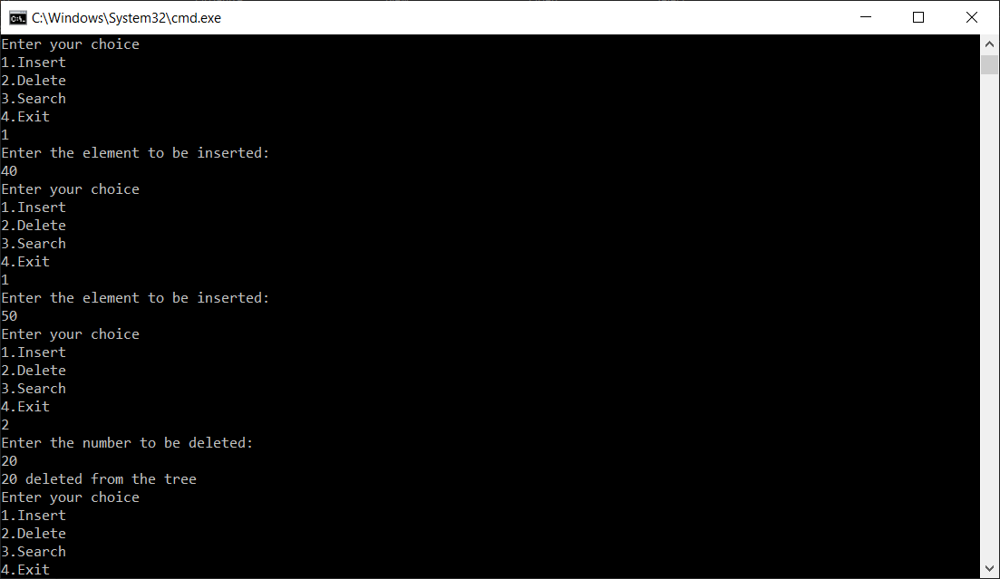 C:\Windows\System32\cmd.exe
Enter your choice
1.Insert
2.Delete
3.Search
4.Exit
1
Enter the element to be inserted:
40
Enter your choice
1.Insert
2.Delete
3.Search
4.Exit
1
Enter the element to be inserted:
50
Enter your choice
1.Insert
2.Delete
3.Search
4.Exit
2
Enter the number to be deleted:
20
20 deleted from the tree
Enter your choice
1.Insert
2.Delete
3.Search
4.Exit